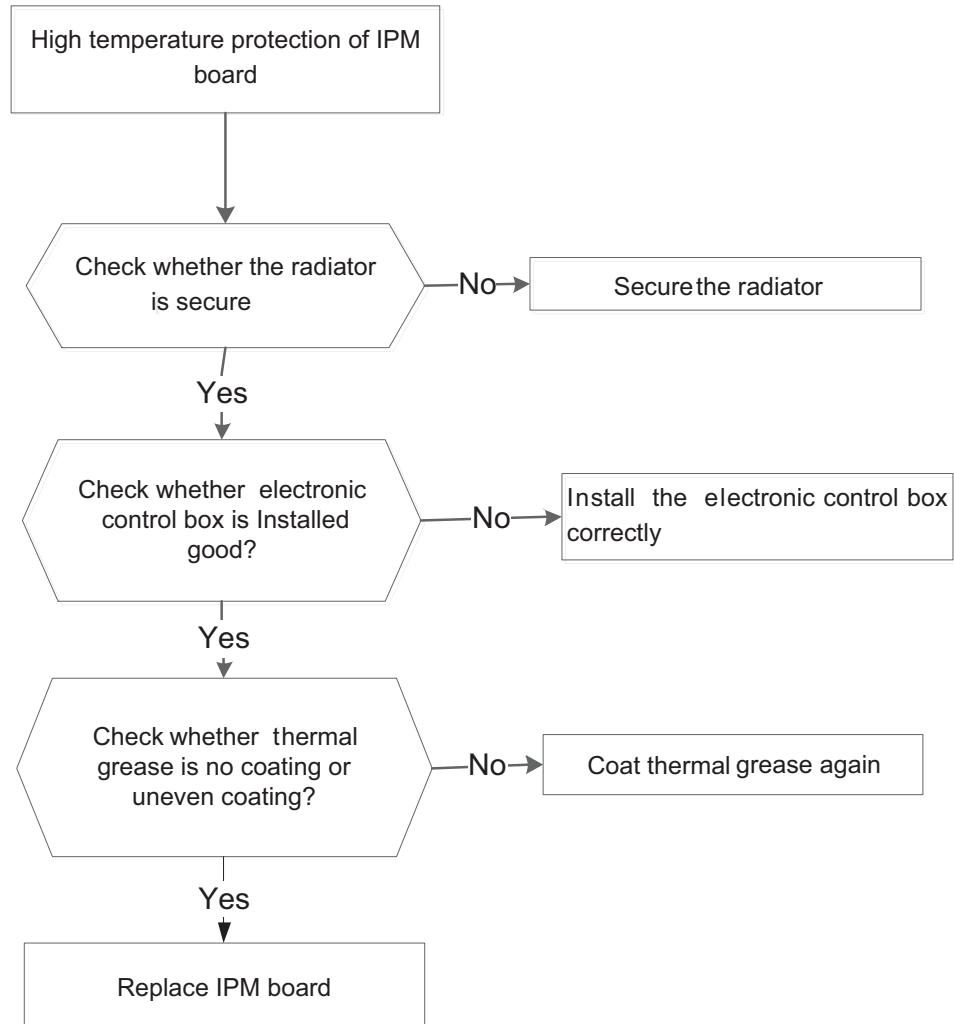 High temperature protection of IPM
board
Check whether the radiator
is secure
No
Secure the radiator
Yes
Check whether electronic
control box is Installed
good?
No
Install the electronic control box
correctly
Yes
Check whether thermal
grease is no coating or
uneven coating?
No
Coat thermal grease again
Yes
Replace IPM board